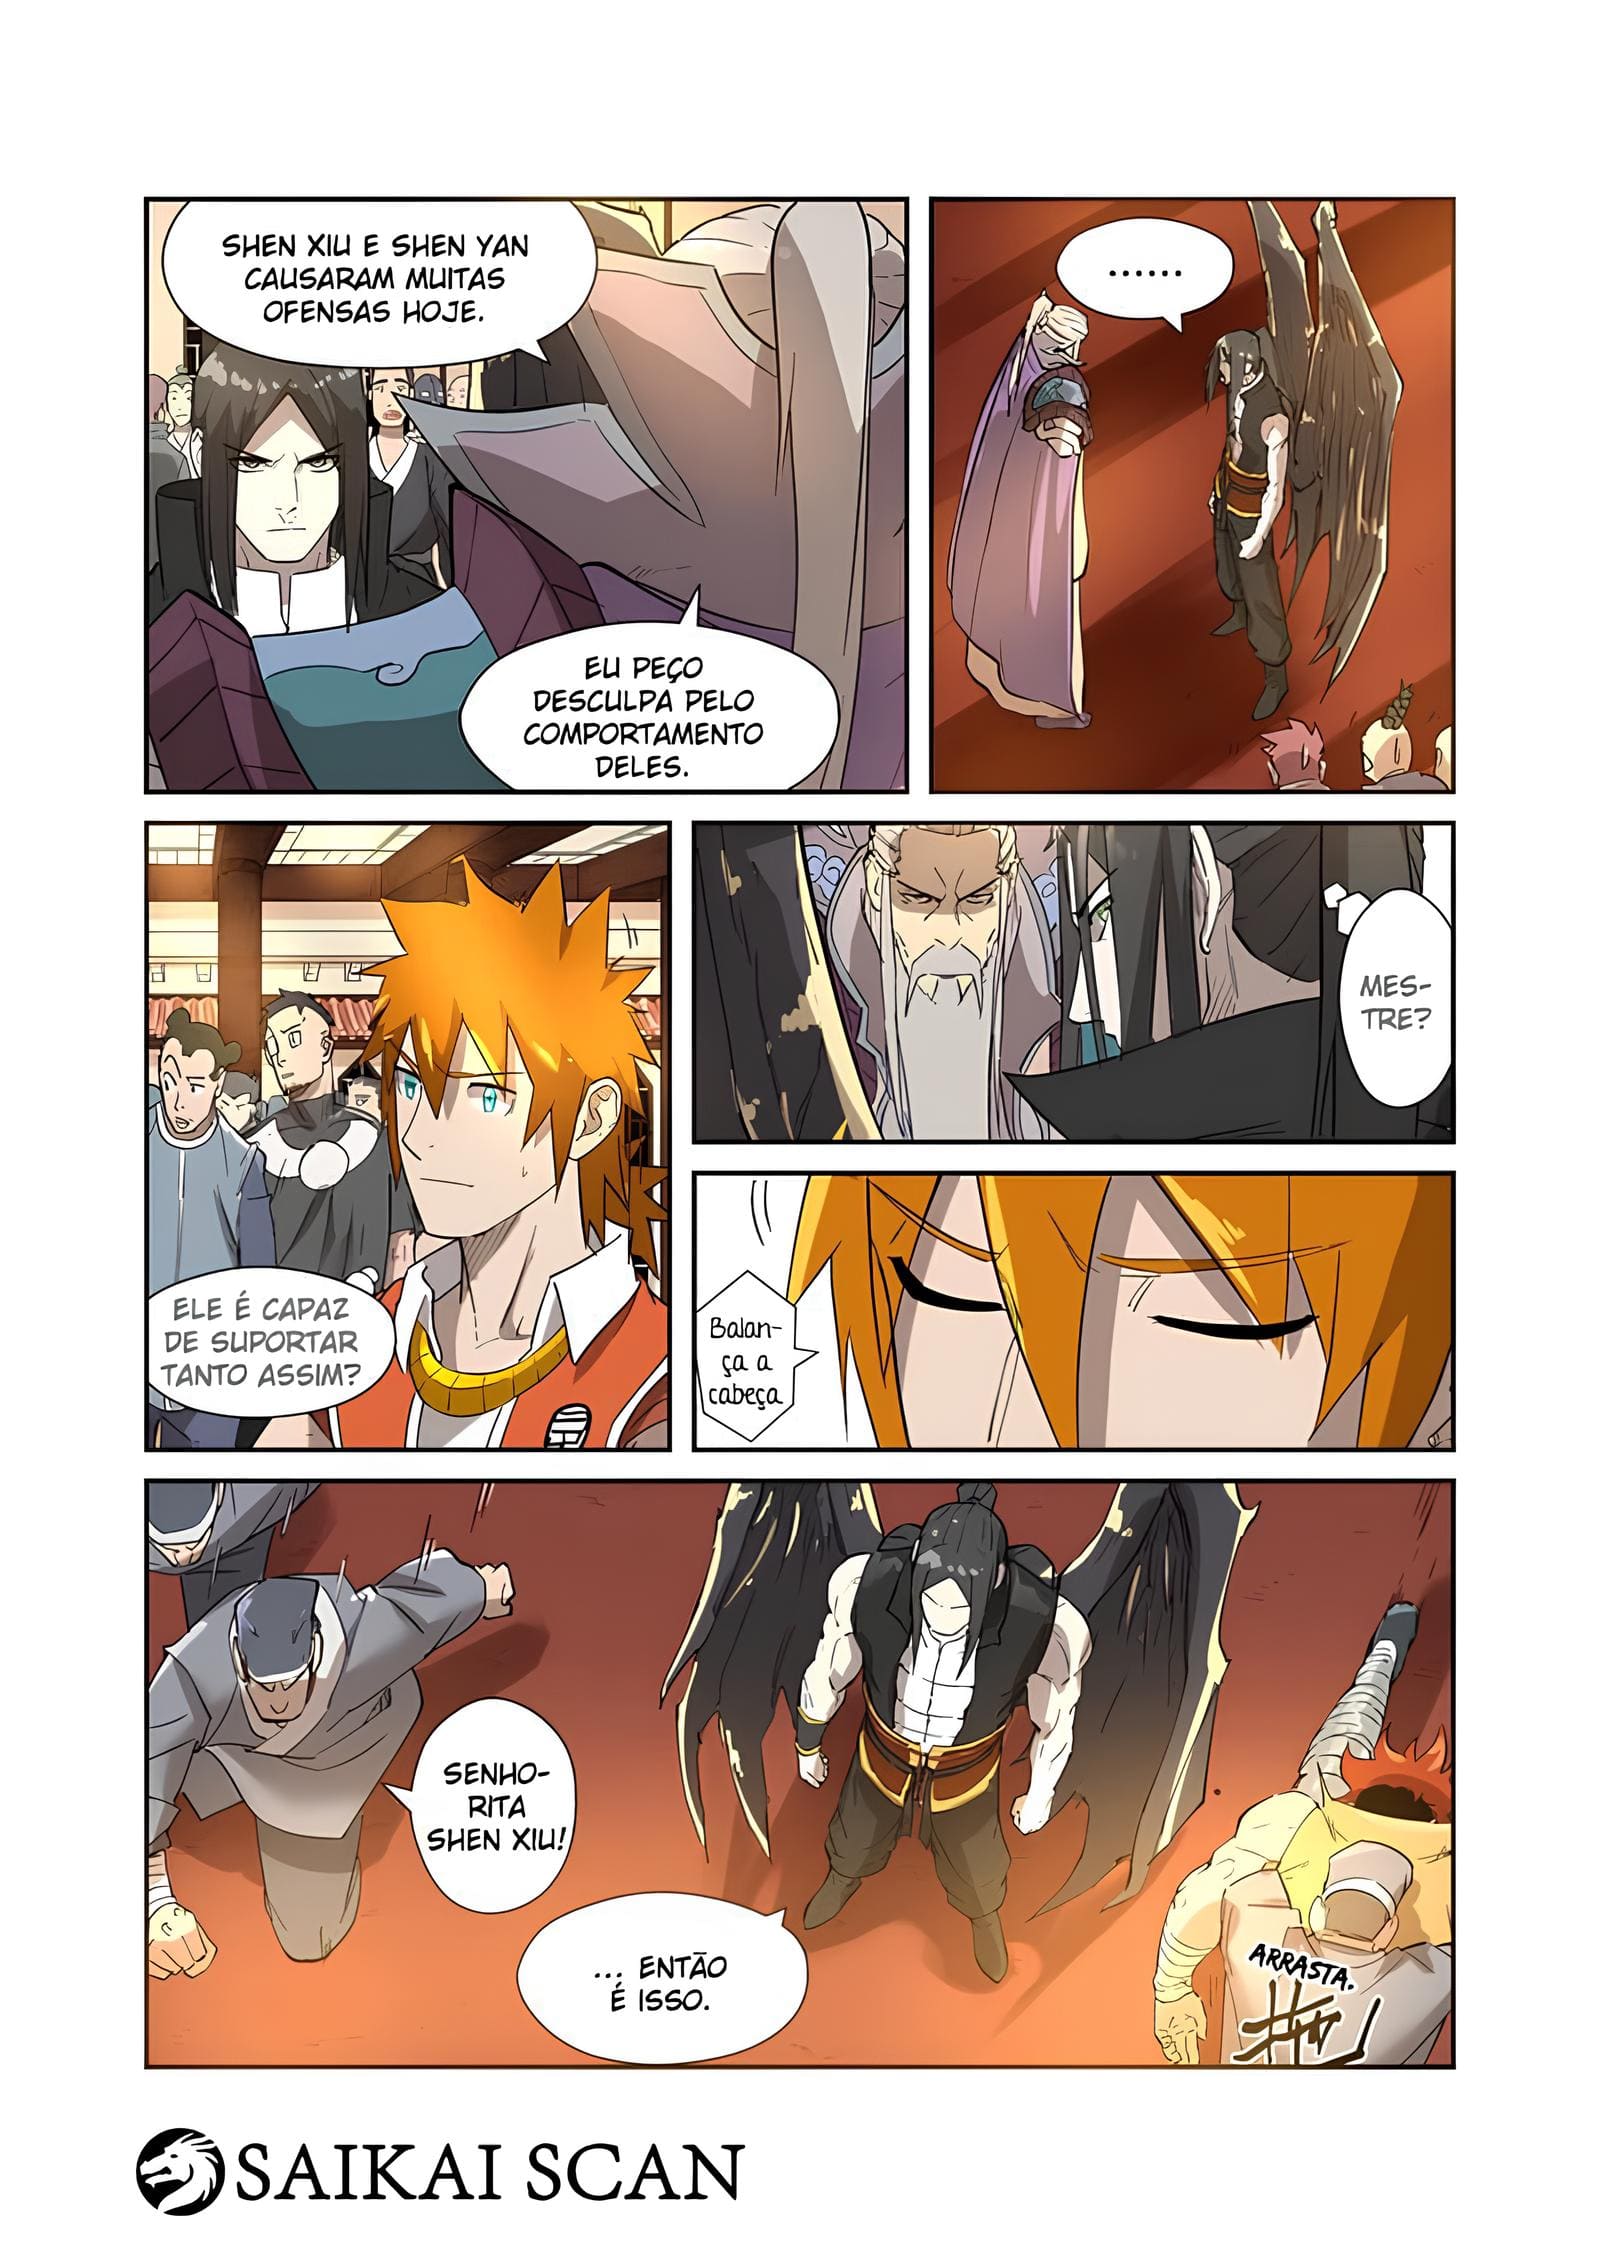 SHEN XIU E SHEN YAN
CAUSARAM MUITAS
OFENSAS HOJE.
EU PEÇO
DESCULPA PELO
COMPORTAMENTO
DELES.
......
ELE É CAPAZ
DE SUPORTAR
TANTO ASSIM?
MES-
TRE?
Balan-
ça a
cabeça
SENHO-
RITA
SHEN XIU!
... ENTÃO
É ISSO.
ARRASTA.
SAIKAI SCAN